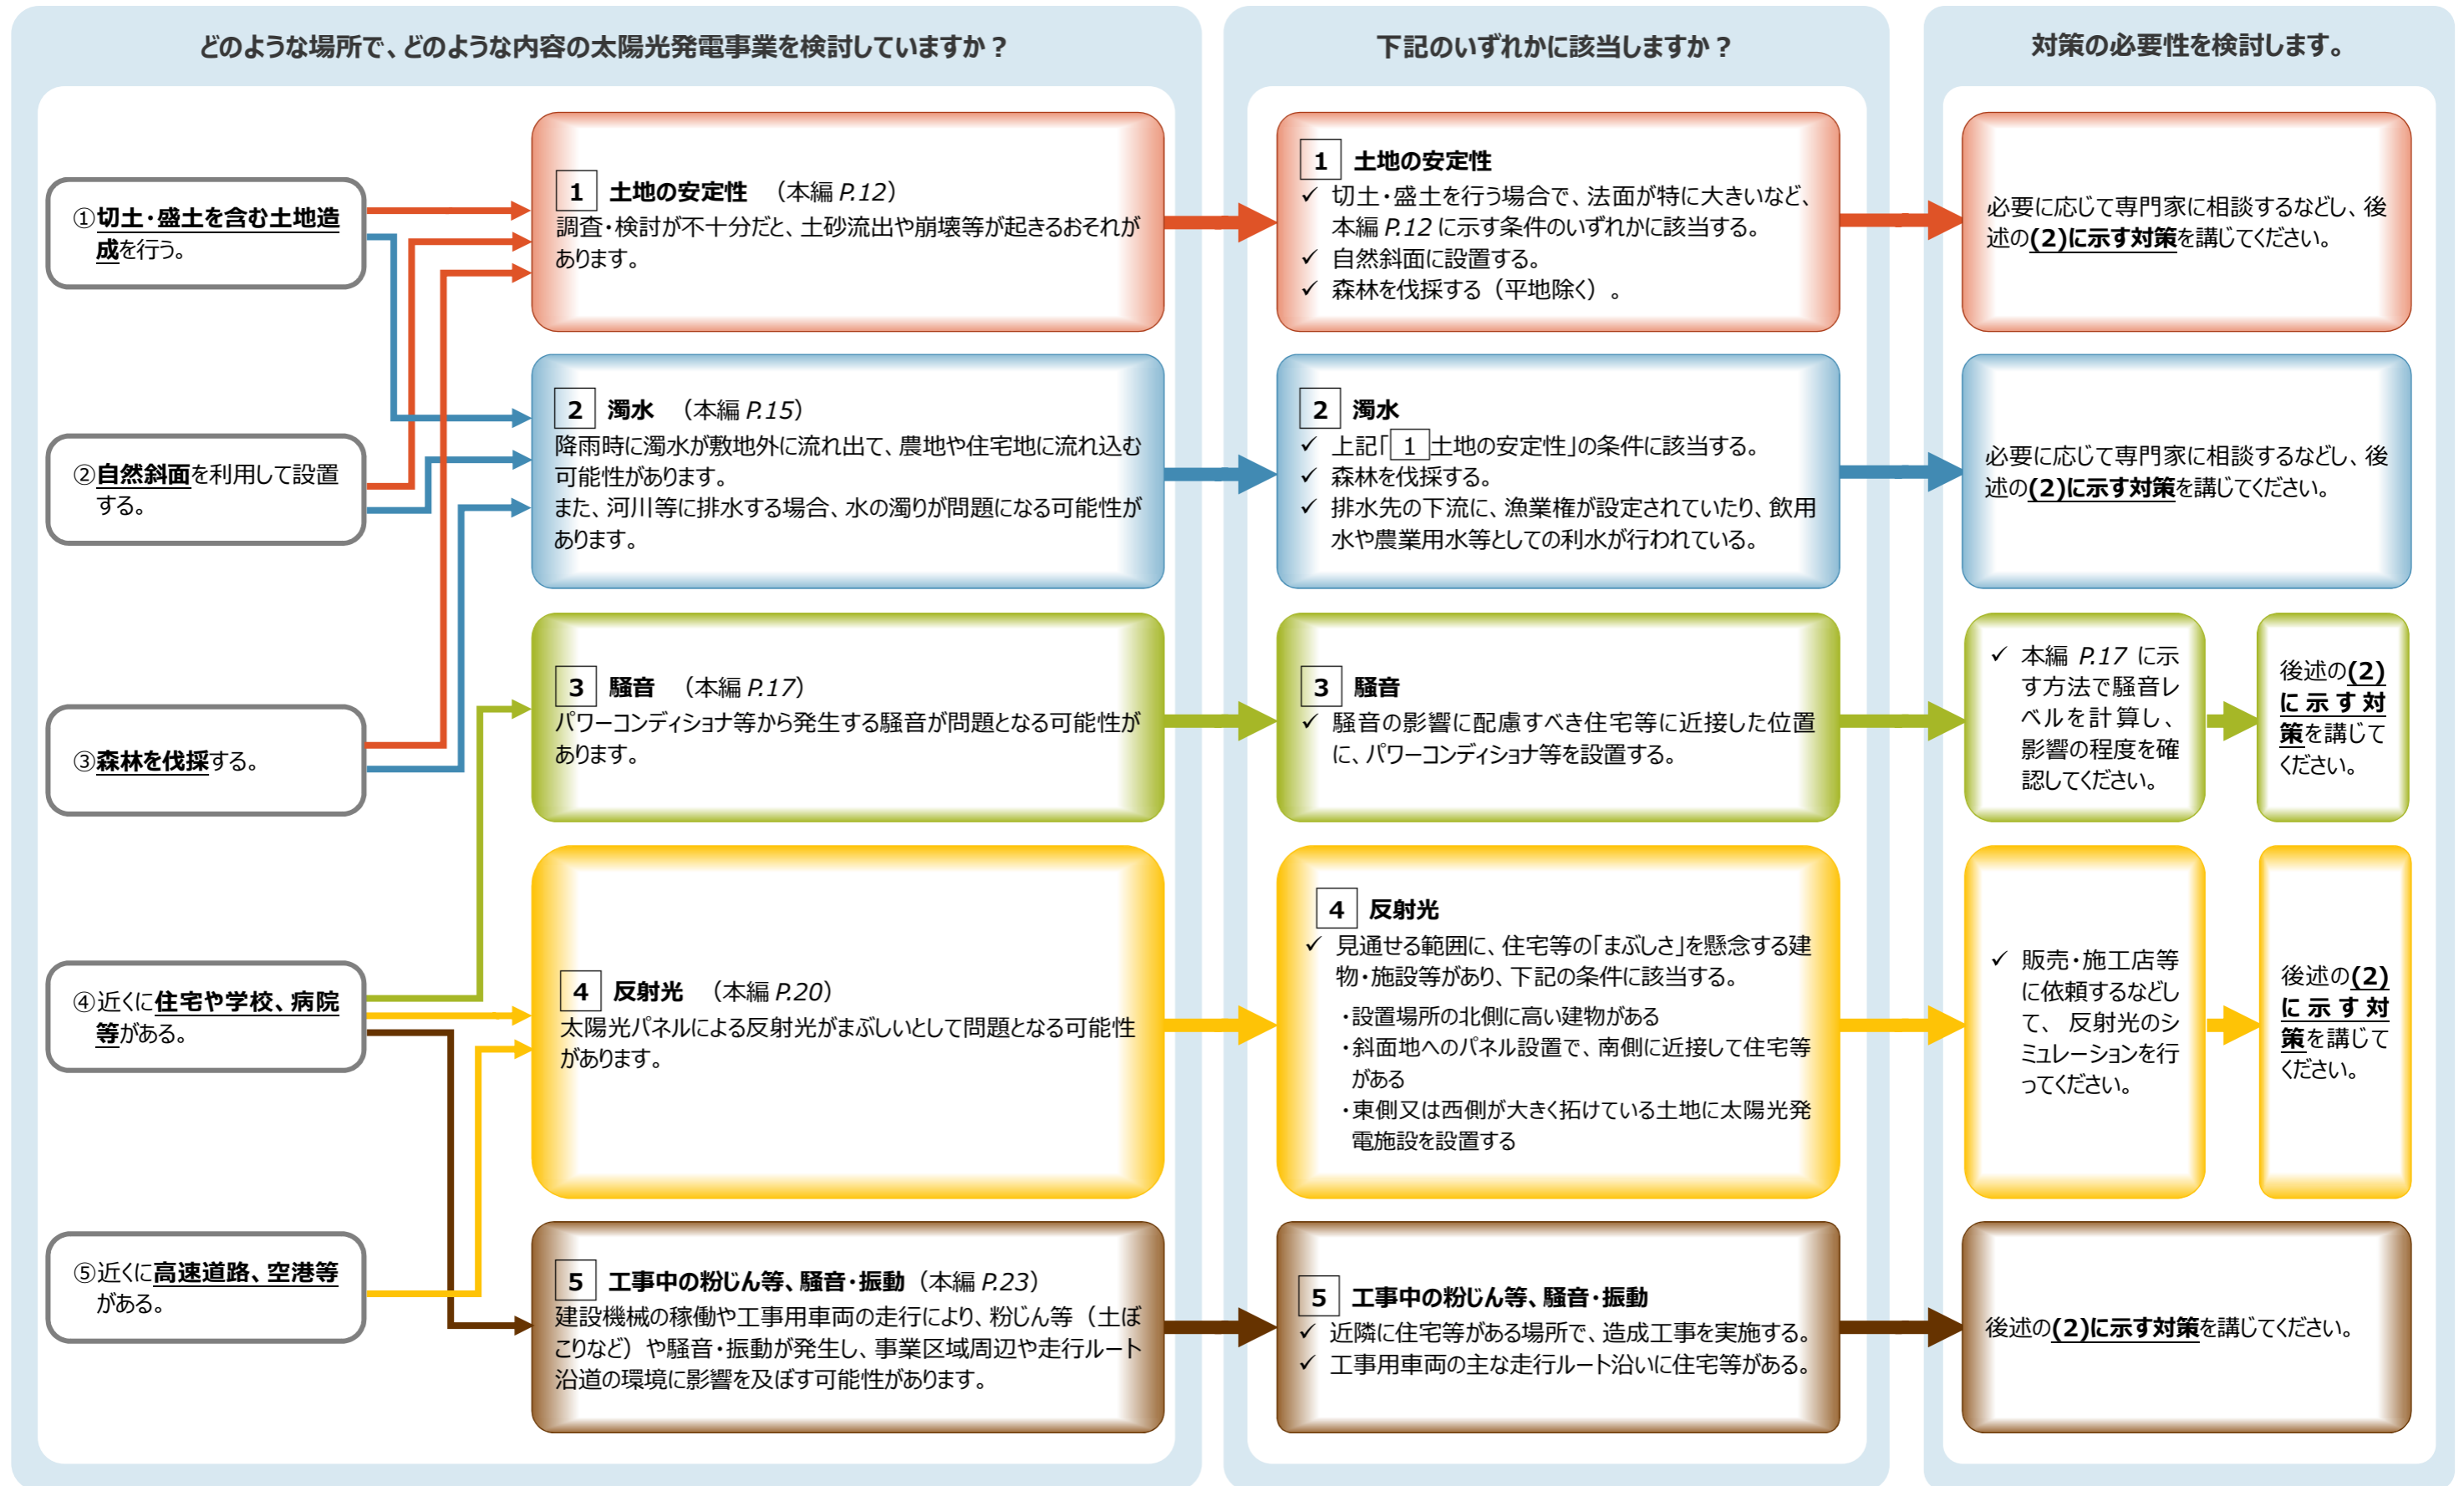 どのような場所で、どのような内容の太陽光発電事業を検討していますか？
①切土・盛土を含む土地造
成を行う。
②自然斜面を利用して設置
する。
③森林を伐採する。
④近くに住宅や学校、病院
等がある。
⑤近くに高速道路、空港等
がある。
1 土地の安定性 （本編 P.12）
調査・検討が不十分だと、土砂流出や崩壊等が起きるおそれが
あります。
2 濁水 （本編 P.15）
降雨時に濁水が敷地外に流れ出て、農地や住宅地に流れ込む
可能性があります。
また、河川等に排水する場合、水の濁りが問題になる可能性が
あります。
3 騒音 （本編 P.17）
パワーコンディショナ等から発生する騒音が問題となる可能性が
あります。
4 反射光 （本編 P.20）
太陽光パネルによる反射光がまぶしいとして問題となる可能性
があります。
5 工事中の粉じん等、騒音・振動（本編 P.23）
建設機械の稼働や工事用車両の走行により、粉じん等（土ぼ
こりなど）や騒音・振動が発生し、事業区域周辺や走行ルート
沿道の環境に影響を及ぼす可能性があります。
下記のいずれかに該当しますか？
1 土地の安定性
✓ 切土・盛土を行う場合で、法面が特に大きいなど、
本編 P.12 に示す条件のいずれかに該当する。
✓ 自然斜面に設置する。
✓ 森林を伐採する（平地除く）。
2 濁水
✓ 上記「1 土地の安定性」の条件に該当する。
✓ 森林を伐採する。
✓ 排水先の下流に、漁業権が設定されていたり、飲用
水や農業用水等としての利水が行われている。
3 騒音
✓ 騒音の影響に配慮すべき住宅等に近接した位置
に、パワーコンディショナ等を設置する。
4 反射光
✓ 見通せる範囲に、住宅等の「まぶしさ」を懸念する建
物・施設等があり、下記の条件に該当する。
・設置場所の北側に高い建物がある
・斜面地へのパネル設置で、南側に近接して住宅等
がある
・東側又は西側が大きく拓けている土地に太陽光発
電施設を設置する
5 工事中の粉じん等、騒音・振動
✓ 近隣に住宅等がある場所で、造成工事を実施する。
✓ 工事用車両の主な走行ルート沿いに住宅等がある。
対策の必要性を検討します。
必要に応じて専門家に相談するなどし、後
述の(2)に示す対策を講じてください。
必要に応じて専門家に相談するなどし、後
述の(2)に示す対策を講じてください。
✓ 本編 P.17 に示
す方法で騒音レ
ベルを計算し、
影響の程度を確
認してください。
後述の(2)
に示す対
策を講じて
ください。
✓ 販売・施工店等
に依頼するなどし
て、反射光のシ
ミュレーションを行
ってください。
後述の(2)
に示す対
策を講じて
ください。
後述の(2)に示す対策を講じてください。